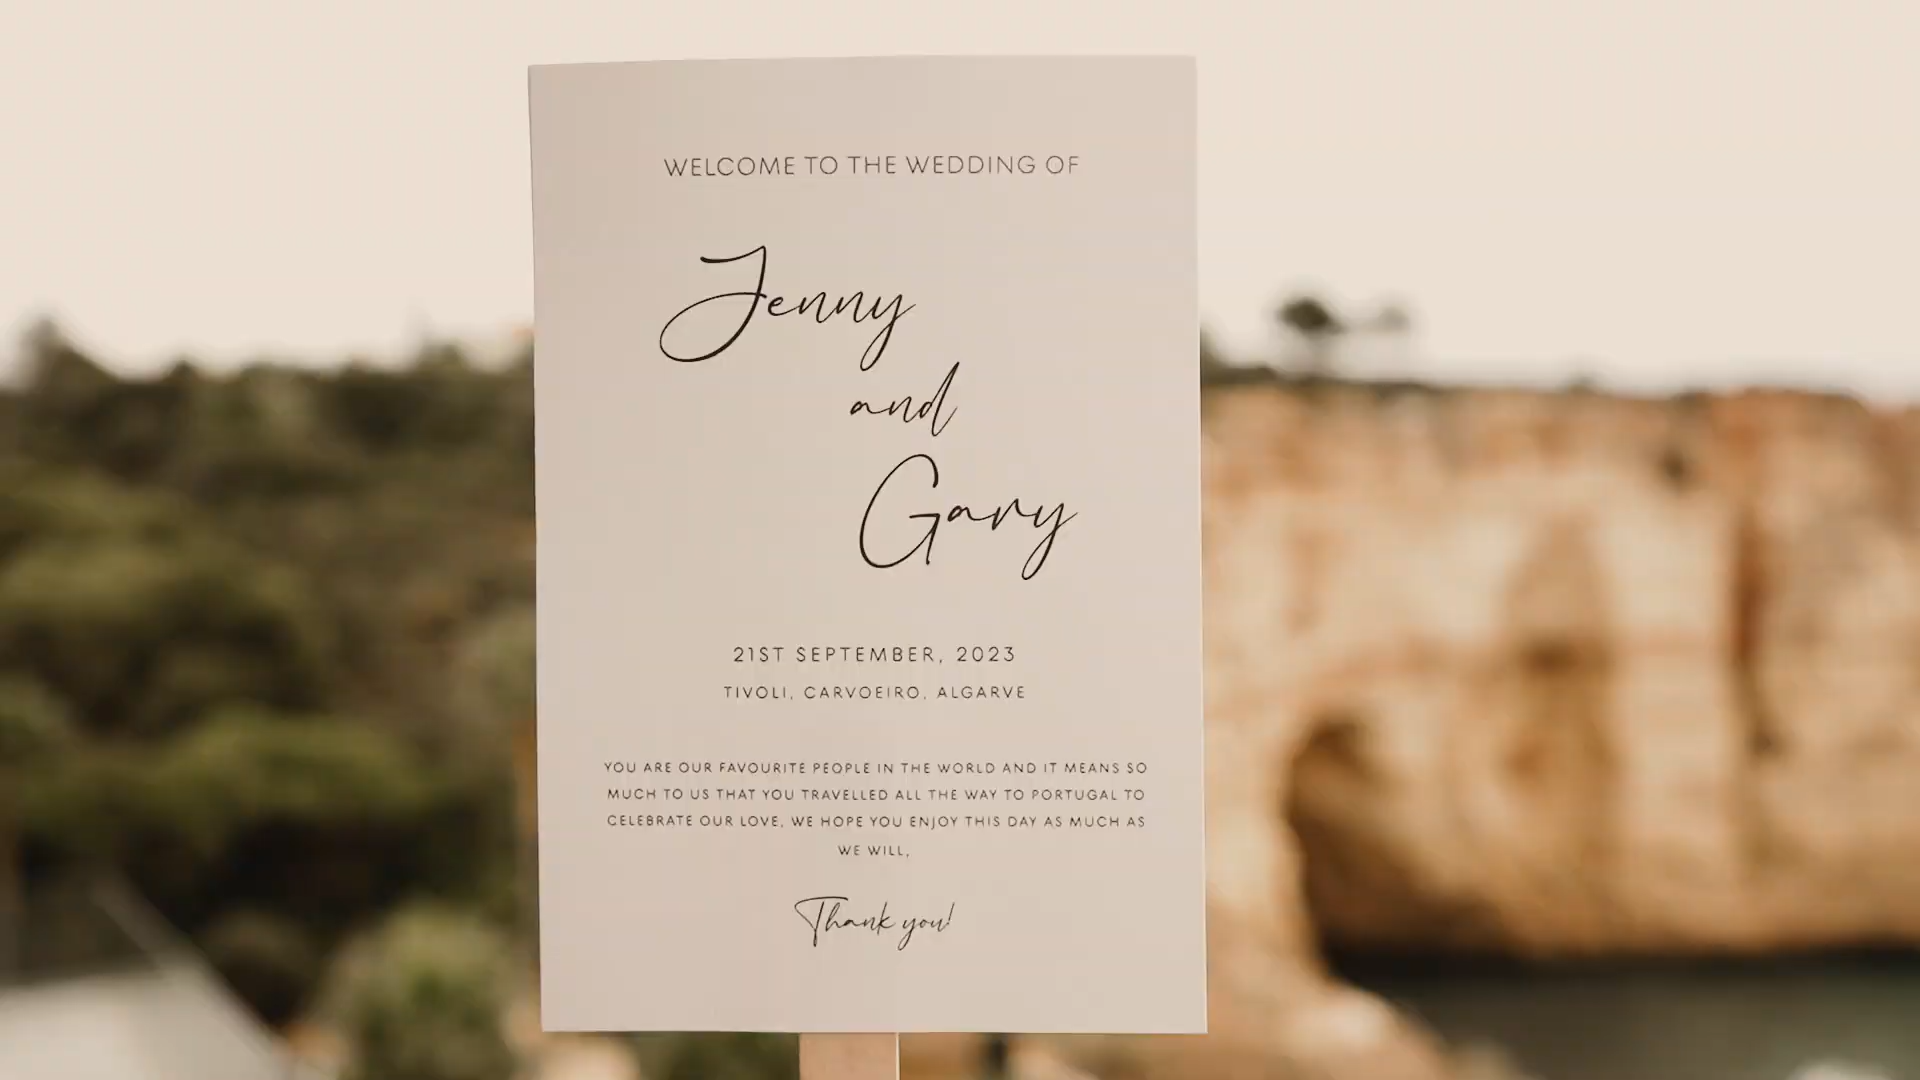 WELCOME TO THE WEDDING OF
Jenny
and
Gary
21ST SEPTEMBER, 2023
TIVOLI, CARVOEIRO, ALGARVE
YOU ARE OUR FAVOURITE PEOPLE IN THE WORLD AND IT MEANS SO
MUCH TO US THAT YOU TRAVELLED ALL THE WAY TO PORTUGAL TO
CELEBRATE OUR LOVE, WE HOPE YOU ENJOY THIS DAY AS MUCH AS
WE WILL,
Thank you!